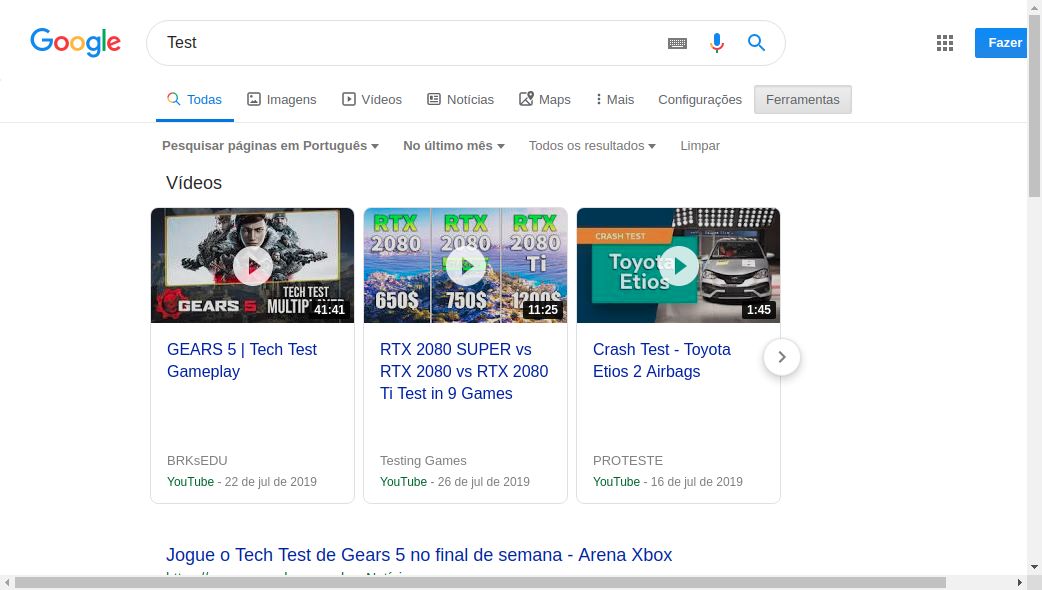 Google
Test
Fazer
Todas Imagens Vídeos Notícias Maps Mais Configurações Ferramentas
Pesquisar páginas em Português No último mês Todos os resultados Limpar
Vídeos
GEARS 5 TECH TEST
41:41
RTX 2080 650$
RTX 2080 750$
RTX 2080 Ti 1200$
11:25
CRASH TEST
Toyota
Etios
1:45
GEARS 5 | Tech Test
Gameplay
BRKsEDU
YouTube - 22 de jul de 2019
RTX 2080 SUPER vs
RTX 2080 vs RTX 2080
Ti Test in 9 Games
Testing Games
YouTube - 26 de jul de 2019
Crash Test - Toyota
Etios 2 Airbags
PROTESTE
YouTube - 16 de jul de 2019
Jogue o Tech Test de Gears 5 no final de semana - Arena Xbox